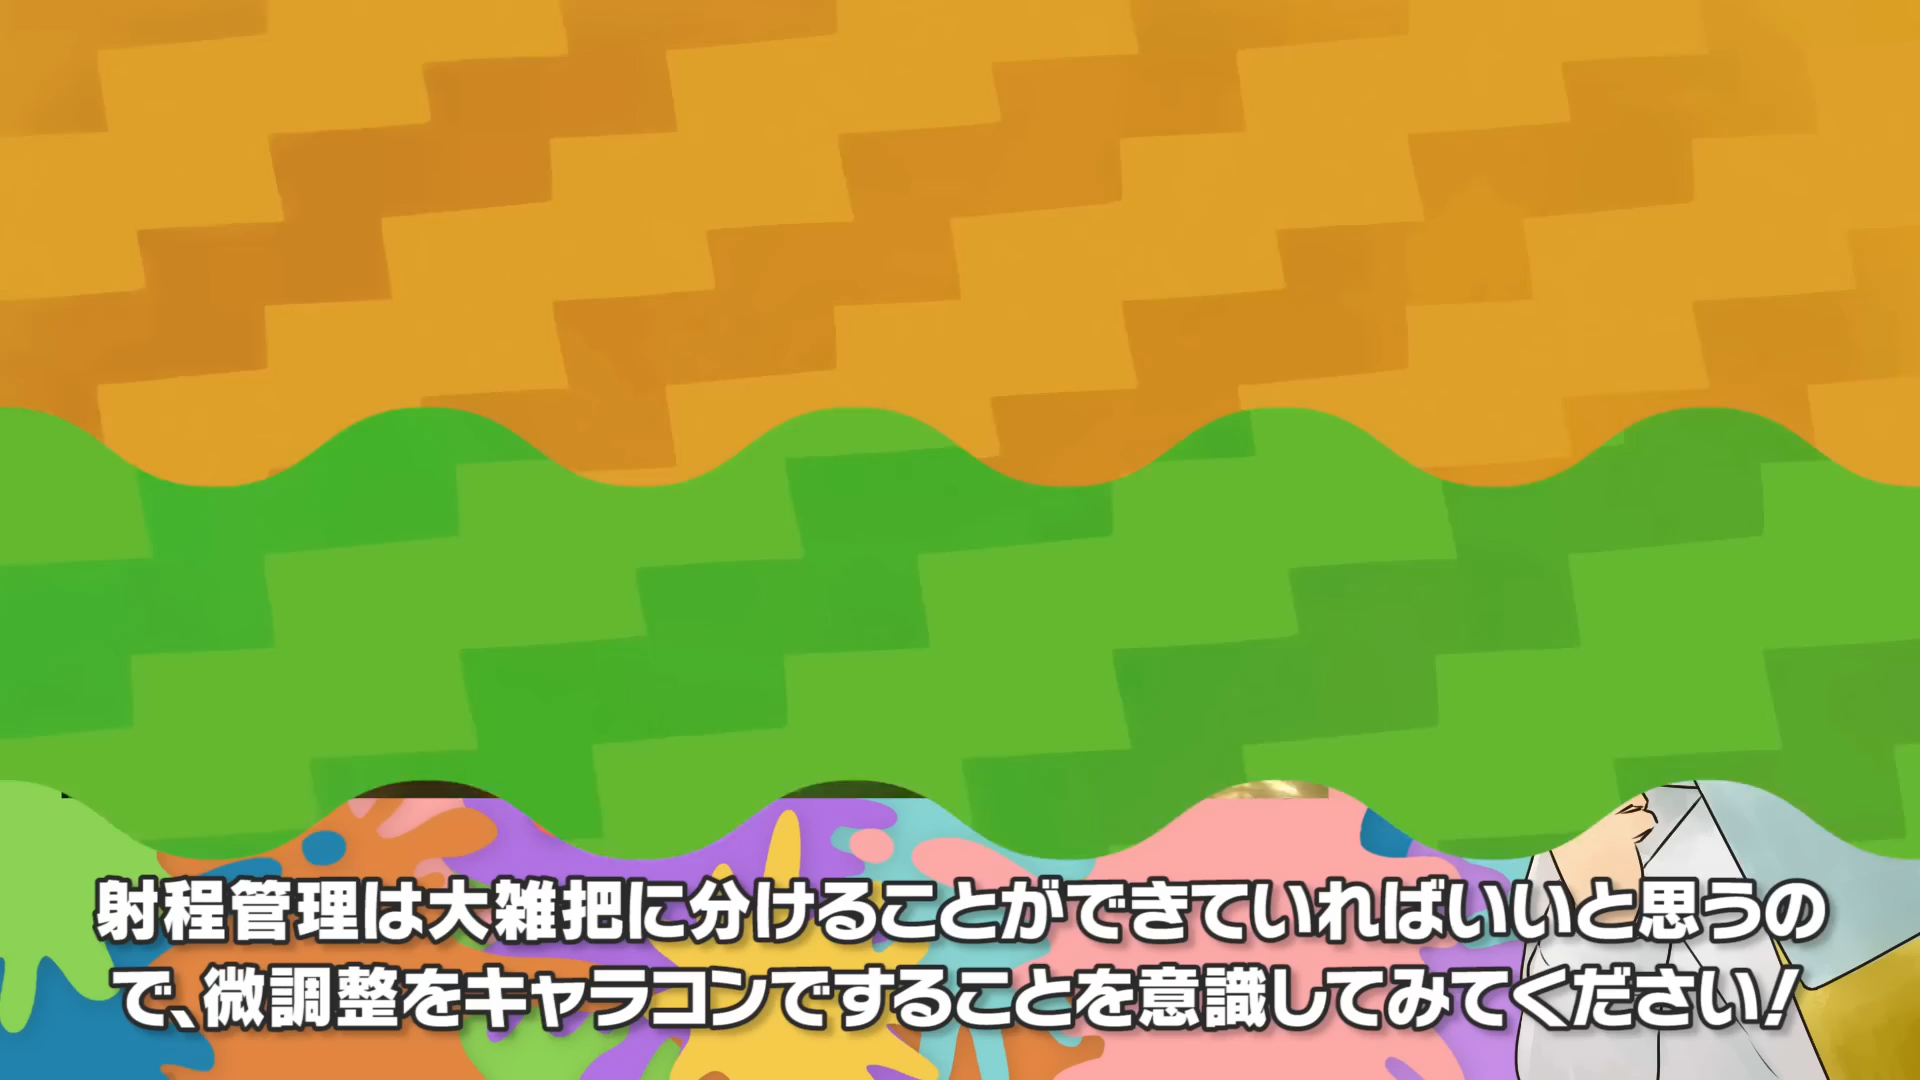 射程管理は大雑把に分けることができていればいいと思うの
で、微調整をキャラコンですることを意識してみてください!